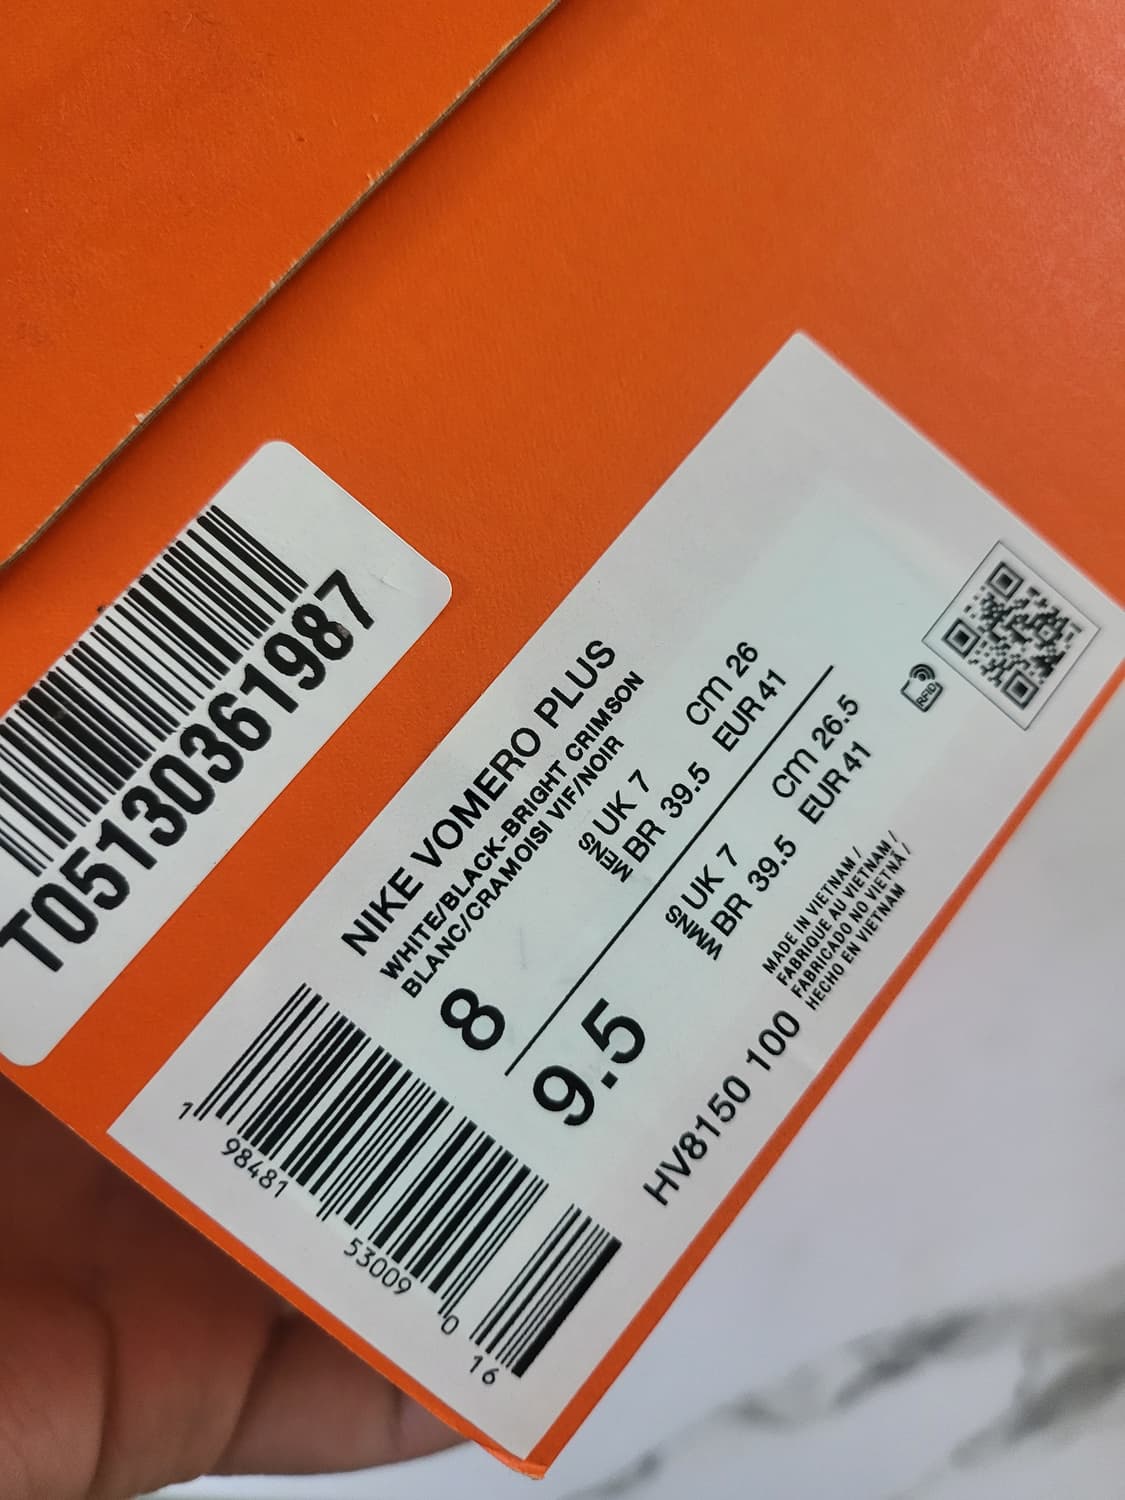 T05130361987
NIKE VOMERO PLUS
WHITE/BLACK-BRIGHT CRIMSON
BLANC/CRAMOISI VIF/NOIR
8
MENS
UK 7
cm 26
BR 39.5
EUR 41
9.5
WMNS
UK 7
cm 26.5
BR 39.5
EUR 41
HV8150 100
MADE IN VIETNAM /
FABRIQUE AU VIETNAM /
FABRICADO NO VIETNÃ /
HECHO EN VIETNAM
RFID
1 98481 53009 0 16